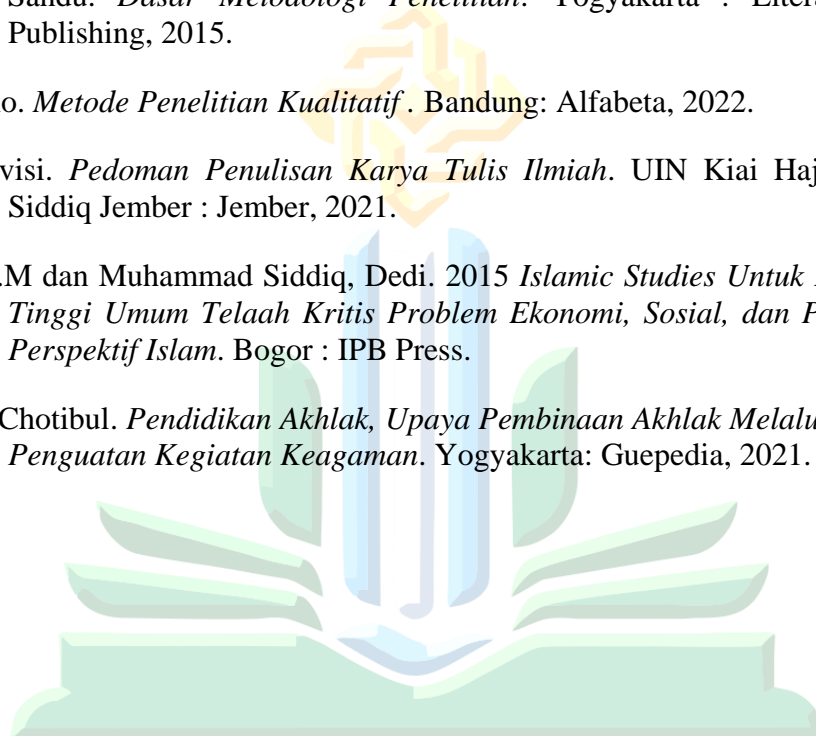 Sandu. Dasar Metodologi Penelitian. Yogyakarta : Litera
Publishing, 2015.
o. Metode Penelitian Kualitatif . Bandung: Alfabeta, 2022.
visi. Pedoman Penulisan Karya Tulis Ilmiah. UIN Kiai Haj
Siddiq Jember : Jember, 2021.
.M dan Muhammad Siddiq, Dedi. 2015 Islamic Studies Untuk
Tinggi Umum Telaah Kritis Problem Ekonomi, Sosial, dan P
Perspektif Islam. Bogor : IPB Press.
Chotibul. Pendidikan Akhlak, Upaya Pembinaan Akhlak Melalu
Penguatan Kegiatan Keagaman. Yogyakarta: Guepedia, 2021.